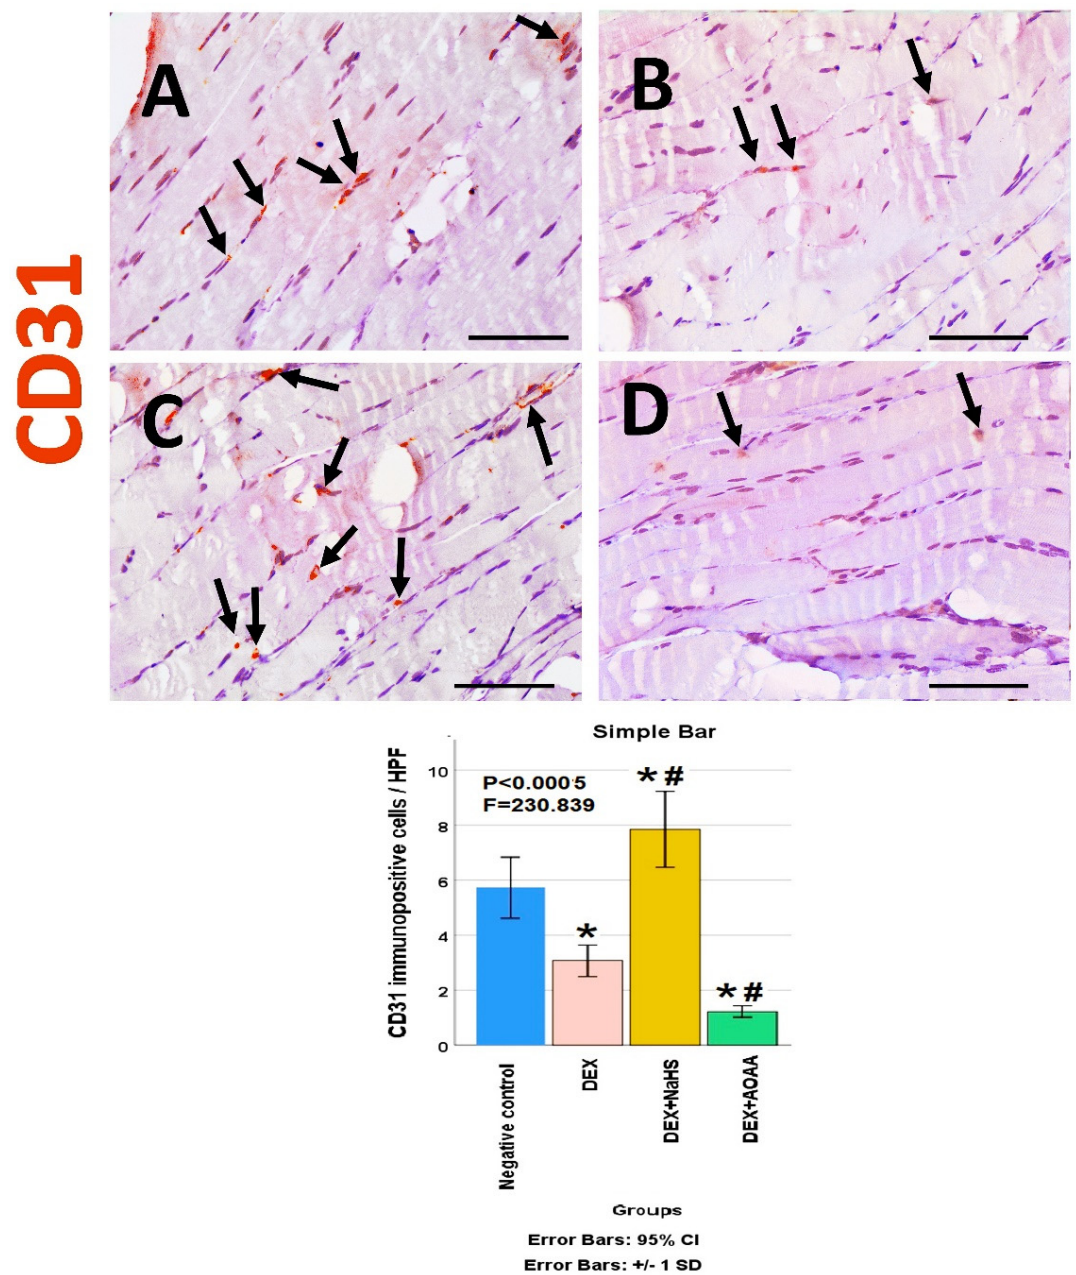 CD31
A
B
C
D
Simple Bar
CD31 immunopositive cells / HPF
10
8
6
4
2
0
P<0.0005
F=230.839
*
*#
*#
Negative control
DEX
DEX+NaHS
DEX+AOAA
Groups
Error Bars: 95% CI
Error Bars: +/- 1 SD